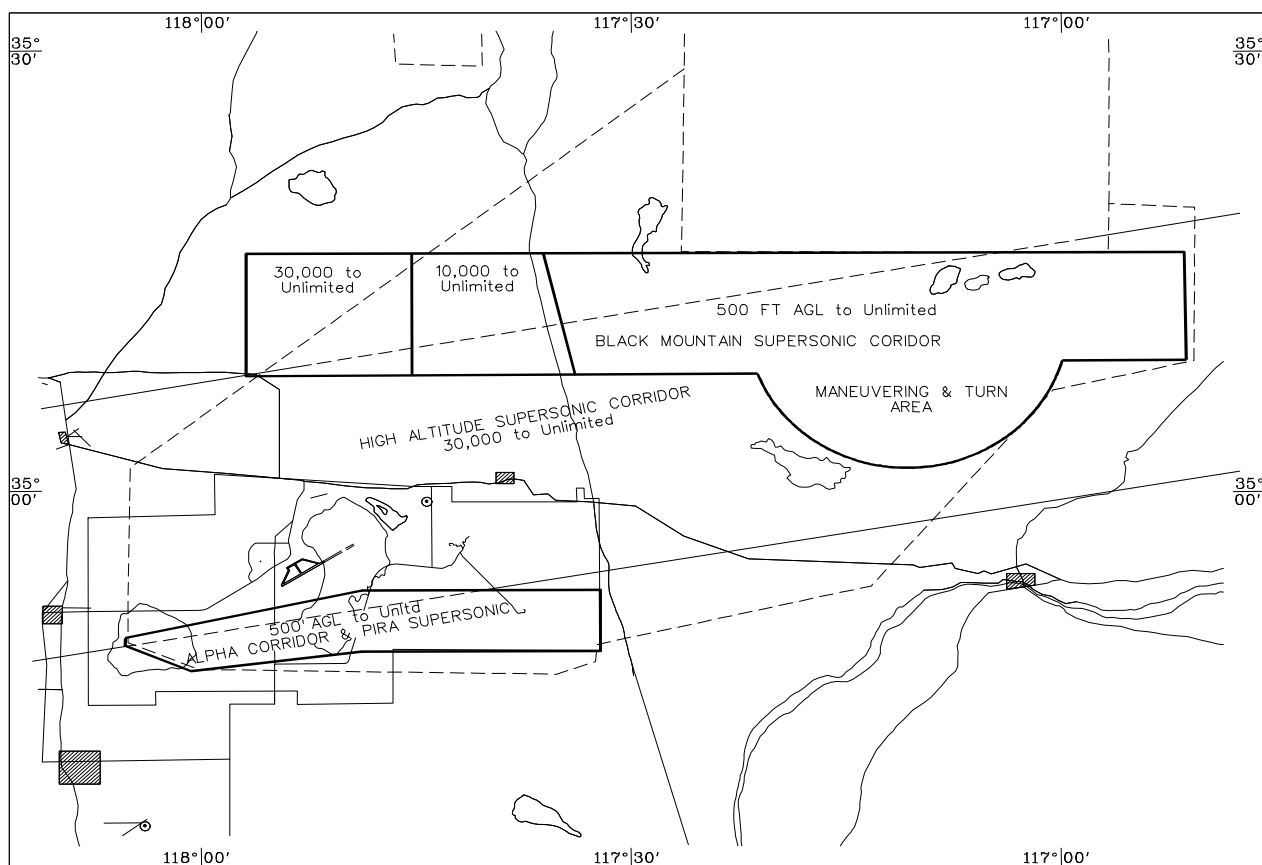 118°00' 117°30' 117°00'
35° 35°
30' 30'
30,000 to
Unlimited
10,000 to
Unlimited
500 FT AGL to Unlimited
BLACK MOUNTAIN SUPERSONIC CORIDOR
MANEUVERING & TURN
AREA
HIGH ALTITUDE SUPERSONIC CORRIDOR
30,000 to Unlimited
35° 35°
00' 00'
500' AGL to Unltd
ALPHA CORRIDOR & PIRA SUPERSONIC
118°00' 117°30' 117°00'